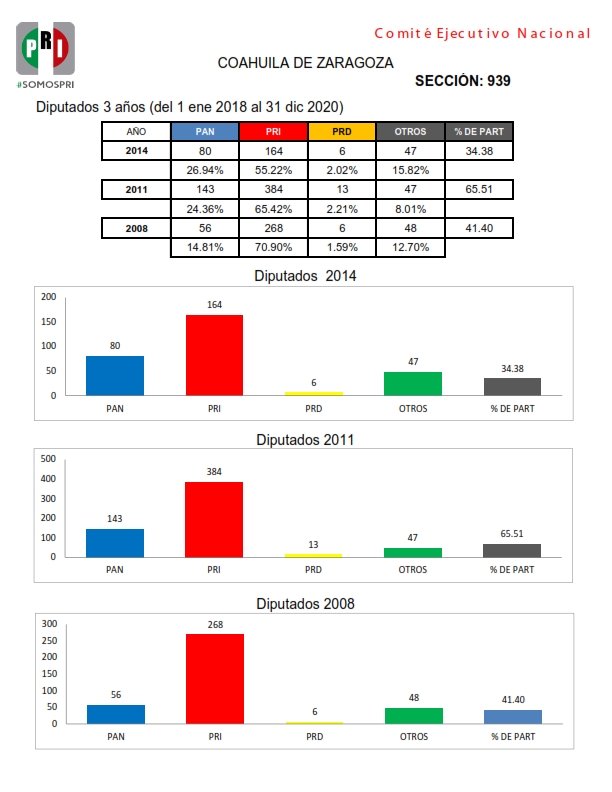 Comité Ejecutivo Nacional
PRI
#SOMOSPRI
COAHUILA DE ZARAGOZA
SECCIÓN: 939
Diputados 3 años (del 1 ene 2018 al 31 dic 2020)
AÑO PAN PRI PRD OTROS % DE PART
2014 80 164 6 47 34.38
26.94% 55.22% 2.02% 15.82%
2011 143 384 13 47 65.51
24.36% 65.42% 2.21% 8.01%
2008 56 268 6 48 41.40
14.81% 70.90% 1.59% 12.70%
Diputados 2014
200
150
100
50
0
80 164 6 47 34.38
PAN PRI PRD OTROS % DE PART
Diputados 2011
500
400
300
200
100
0
143 384 13 47 65.51
PAN PRI PRD OTROS % DE PART
Diputados 2008
300
250
200
150
100
50
0
56 268 6 48 41.40
PAN PRI PRD OTROS % DE PART